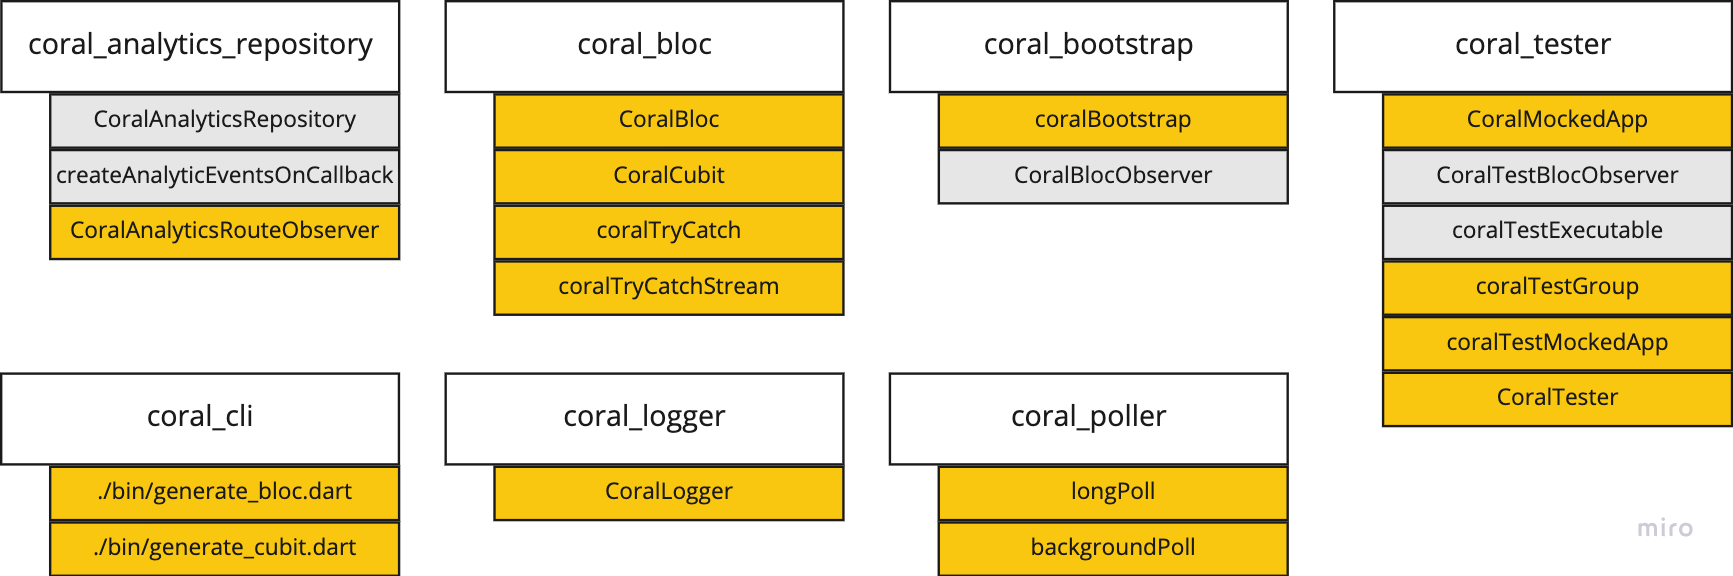 coral_analytics_repository
CoralAnalyticsRepository
createAnalyticEventsOnCallback
CoralAnalyticsRouteObserver
coral_bloc
CoralBloc
CoralCubit
coralTryCatch
coralTryCatchStream
coral_bootstrap
coralBootstrap
CoralBlocObserver
coral_tester
CoralMockedApp
CoralTestBlocObserver
coralTestExecutable
coralTestGroup
coralTestMockedApp
CoralTester
coral_cli
./bin/generate_bloc.dart
./bin/generate_cubit.dart
coral_logger
CoralLogger
coral_poller
longPoll
backgroundPoll
miro